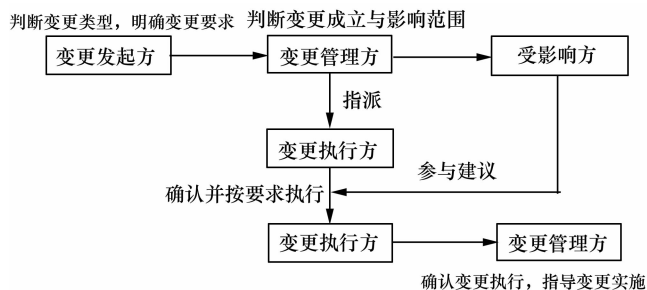 判断变更类型，明确变更要求
判断变更成立与影响范围
变更发起方
变更管理方
受影响方
指派
变更执行方
参与建议
确认并按要求执行
变更执行方
变更管理方
确认变更执行，指导变更实施